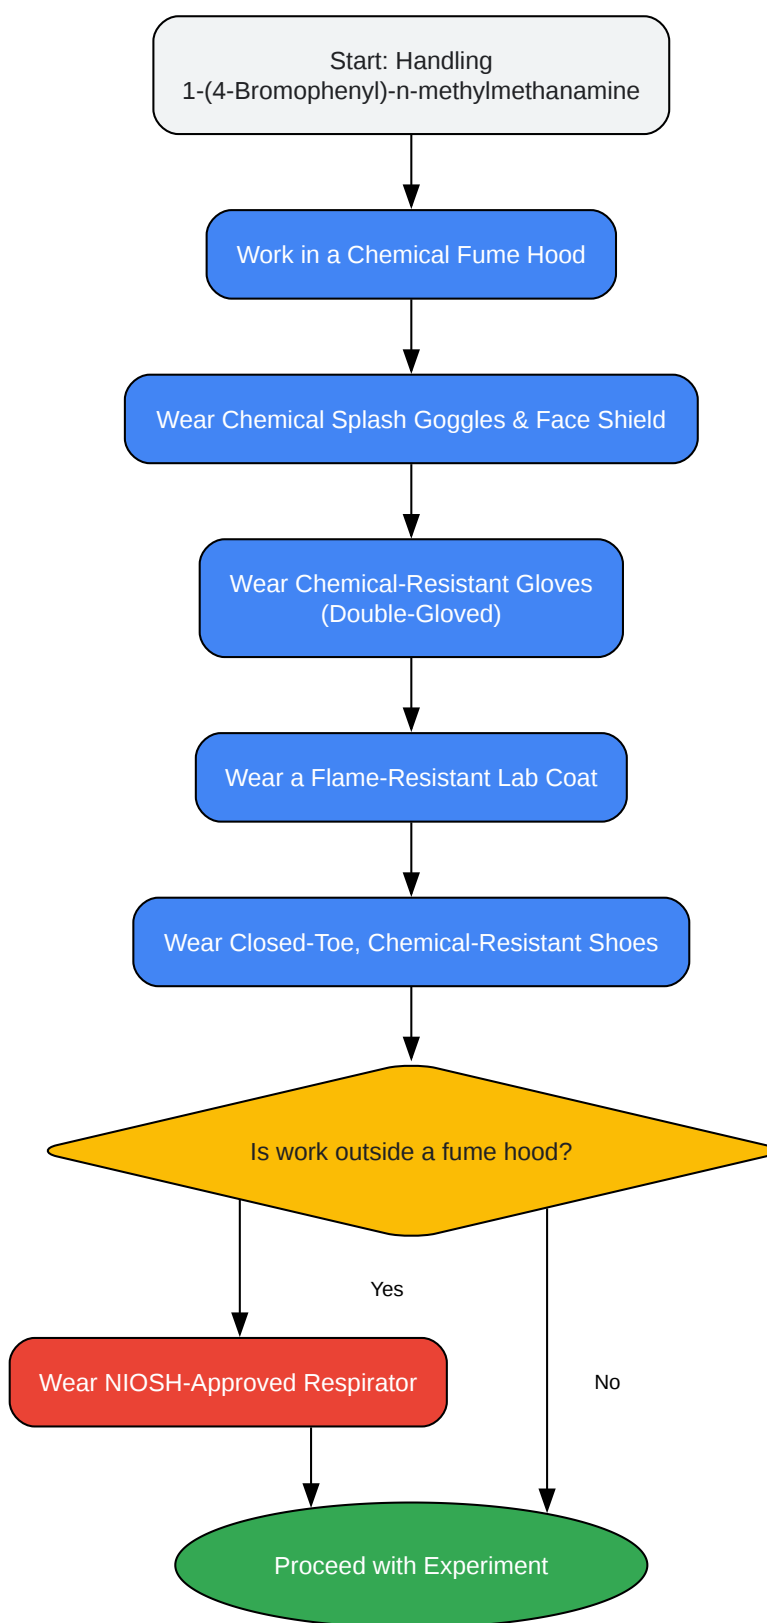 Start: Handling
1-(4-Bromophenyl)-n-methylmethanamine
Work in a Chemical Fume Hood
Wear Chemical Splash Goggles & Face Shield
Wear Chemical-Resistant Gloves
(Double-Gloved)
Wear a Flame-Resistant Lab Coat
Wear Closed-Toe, Chemical-Resistant Shoes
Is work outside a fume hood?
Yes
Wear NIOSH-Approved Respirator
No
Proceed with Experiment